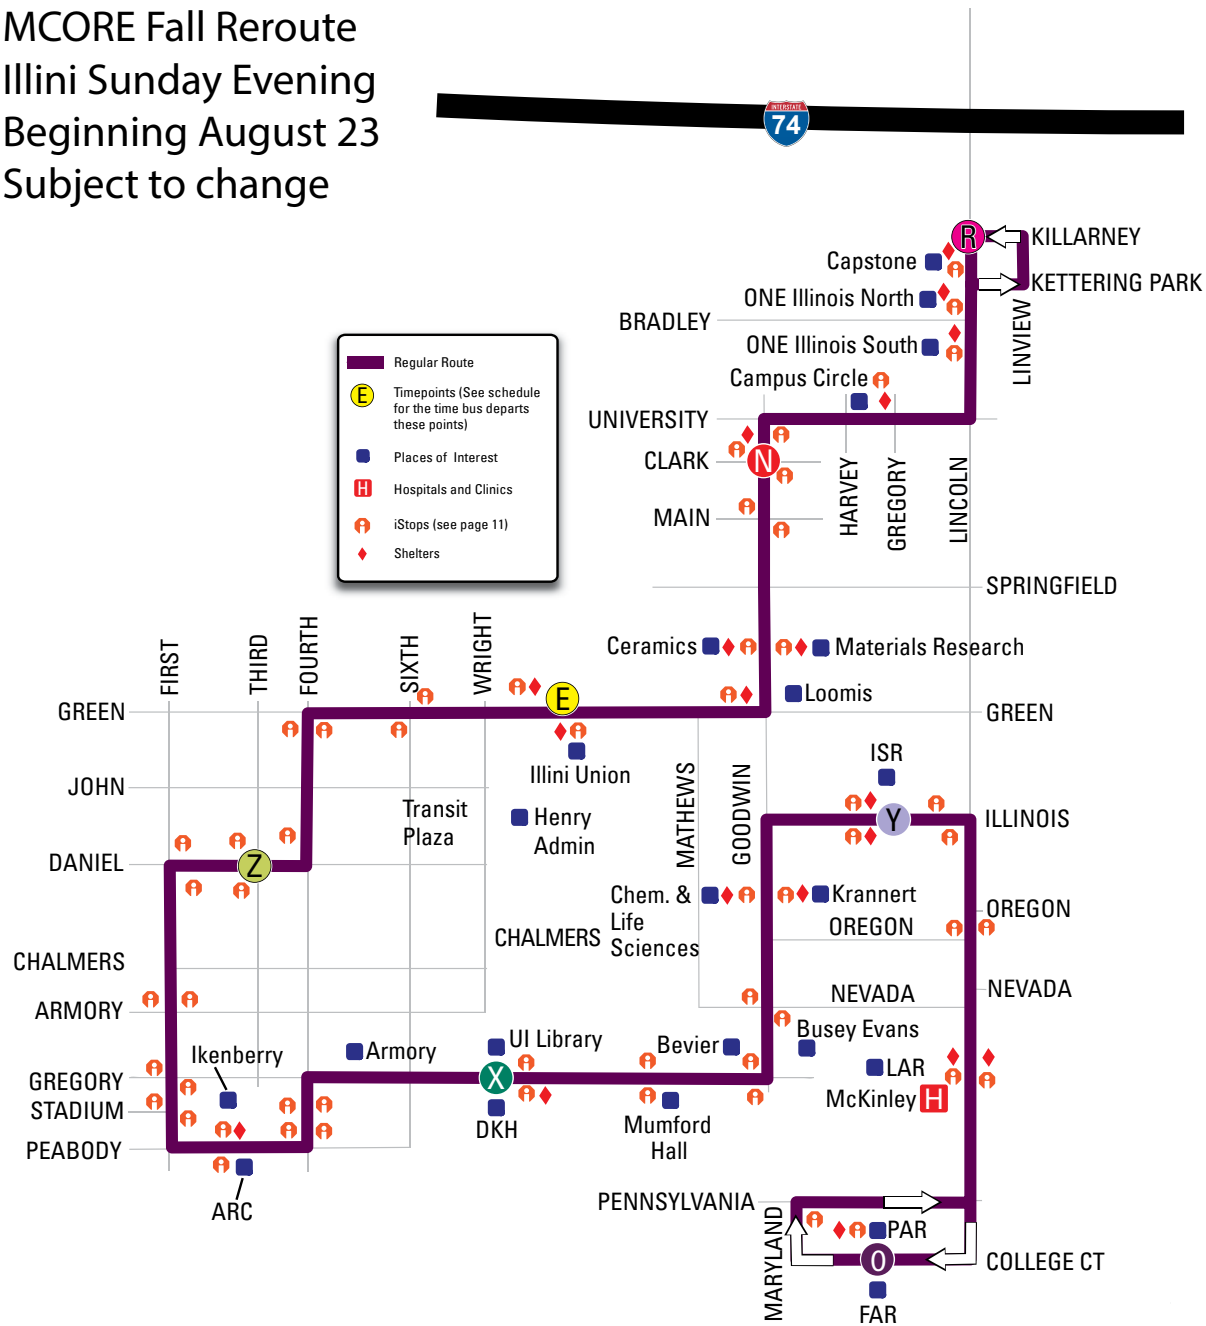 MCORE Fall Reroute
Illini Sunday Evening
Beginning August 23
Subject to change
INTERSTATE
74
R
KILLARNEY
Capstone
KETTERING PARK
ONE Illinois North
BRADLEY
LINVIEW
ONE Illinois South
Campus Circle
UNIVERSITY
CLARK
N
MAIN
HARVEY
GREGORY
LINCOLN
SPRINGFIELD
Regular Route
E
Timepoints (See schedule
for the time bus departs
these points)
Places of Interest
H
Hospitals and Clinics
iStops (see page 11)
Shelters
FIRST
THIRD
FOURTH
SIXTH
WRIGHT
Ceramics
Materials Research
Loomis
E
GREEN
GREEN
Illini Union
JOHN
Transit
Plaza
Henry
Admin
MATHEWS
GOODWIN
ISR
Y
ILLINOIS
DANIEL
Z
Chem. &
Life
Sciences
Krannert
OREGON
OREGON
CHALMERS
CHALMERS
NEVADA
NEVADA
ARMORY
Busey Evans
Ikenberry
Armory
UI Library
Bevier
LAR
GREGORY
X
McKinley
H
STADIUM
DKH
Mumford
Hall
PEABODY
ARC
PENNSYLVANIA
MARYLAND
PAR
O
COLLEGE CT
FAR